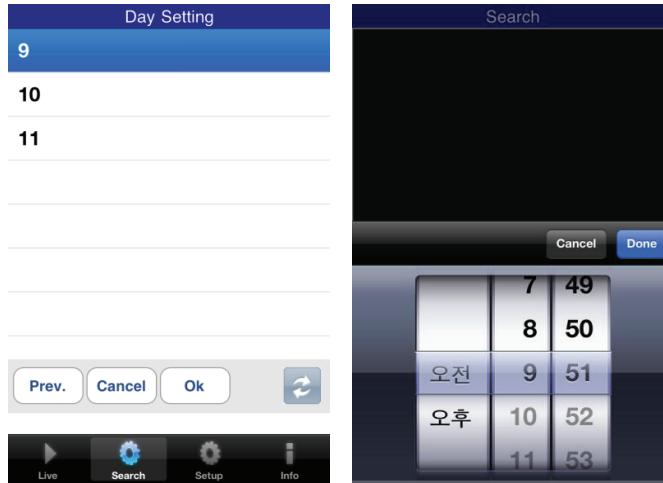 Day Setting
9
10
11
Prev. Cancel Ok
Live Search Setup Info
Search
Cancel Done
7 49
8 50
오전 9 51
오후 10 52
11 53